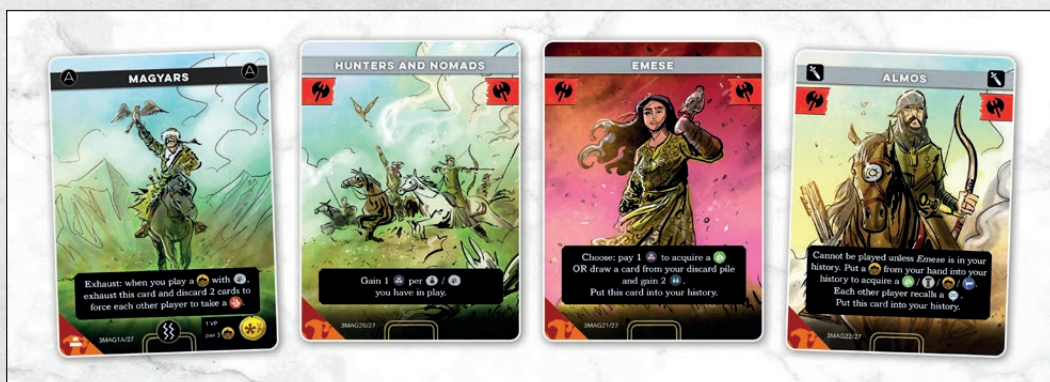 MAGYARS
Exhaust: when you play a with ,
exhaust this card and discard 2 cards to
force each other player to take a .
1 VP
per 3
3MAG1A/27
HUNTERS AND NOMADS
Gain 1 per /
you have in play.
3MAG20/27
EMESE
Choose: pay 1 to acquire a
OR draw a card from your discard pile
and gain 2 .
Put this card into your history.
3MAG21/27
ALMOS
Cannot be played unless Emese is in your
history. Put a from your hand into your
history to acquire a / / / .
Each other player recalls a .
Put this card into your history.
3MAG22/27